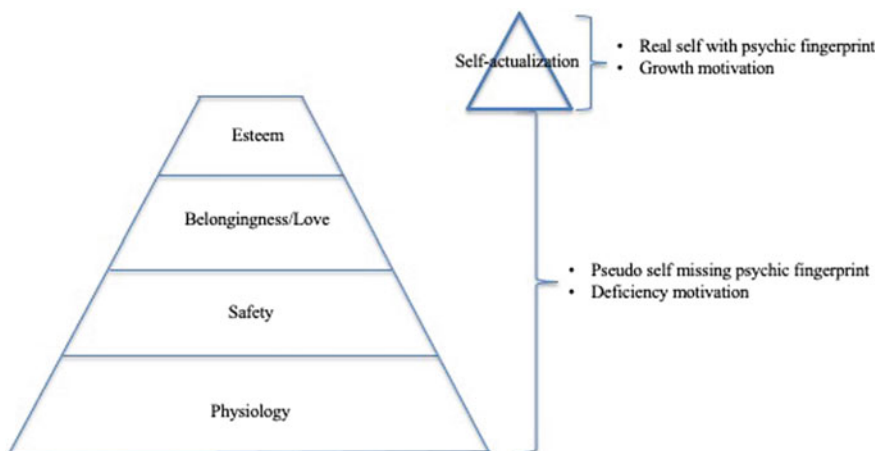 Self-actualization
• Real self with psychic fingerprint
• Growth motivation
Esteem
Belongingness/Love
Safety
Physiology
• Pseudo self missing psychic fingerprint
• Deficiency motivation